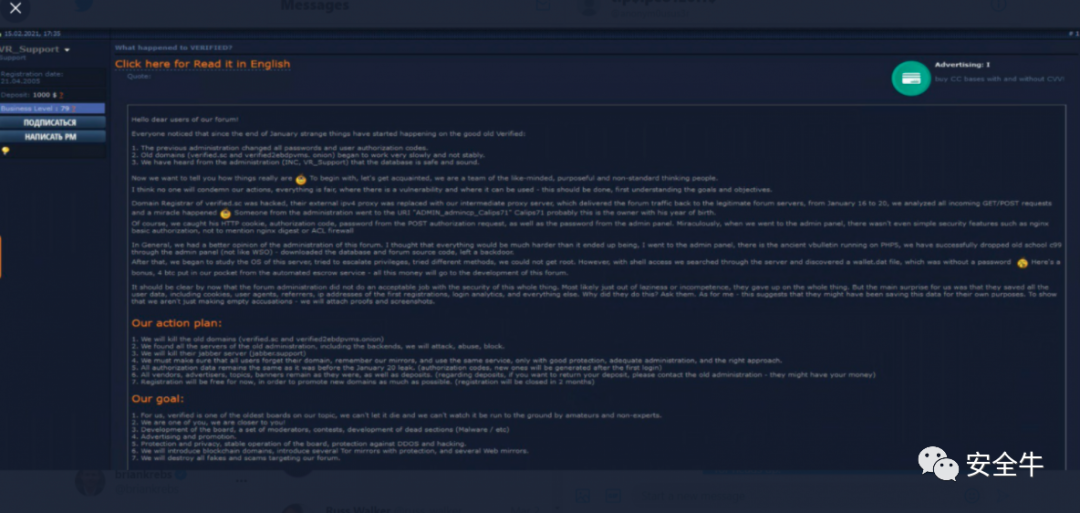 Messages
15.02.2021, 17:35
# 1
VR_Support
Support
What happened to VERIFIED?
Click here for Read it in English
Advertising: I
buy CC bases with and without CVV!
Registration date:
21.04.2005
Quote:
Deposit: 1000 $ ?
Business Level : 79 ?
ПОДПИСАТЬСЯ
НАПИСАТЬ PM
Hello dear users of our forum!
Everyone noticed that since the end of January strange things have started happening on the good old Verified:
1. The previous administration changed all passwords and user authorization codes.
2. Old domains (verified.sc and verified2ebdpvms. onion) began to work very slowly and not stably.
3. We have heard from the administration (INC, VR_Support) that the database is safe and sound.
Now we want to tell you how things really are To begin with, let's get acquainted, we are a team of the like-minded, purposeful and non-standard thinking people.
I think no one will condemn our actions, everything is fair, where there is a vulnerability and where it can be used - this should be done, first understanding the goals and objectives.
Domain Registrer of verified.sc was hacked, their external ipv4 proxy was replaced with our intermediate proxy server, which delivered the forum traffic back to the legitimate forum servers, from January 16 to 20, we analysed all incoming GET/POST requests
and a miracle happened Someone from the administration went to the URI "ADMIN_admincp_Calips71" Calips71 probably this is the owner with his year of birth.
Of course, we caught his HTTP cookie, authorization code, password from the POST authorization request, as well as the password from the admin panel. Miraculously, when we went to the admin panel, there wasn't even simple security features such as nginx
basic authorization, not to mention nginx digest or ACL firewall
In General, we had a better opinion of the administration of this forum. I thought that everything would be much harder than it ended up being, I went to the admin panel, there is the ancient vbulletin running on PHP5, we have successfully dropped old school c99
through the admin panel (not like WSO) - downloaded the database and forum source code, left a backdoor.
After that, we began to study the OS of this server, tried to escalate privileges, tried different methods, we could not get root. However, with shell access we searched through the server and discovered a wallet.dat file, which was without a password Here's a
bonus, 4 btc put in our pocket from the automated escrow service - all this money will go to the development of this forum.
It should be clear by now that the forum administration did not do an acceptable job with the security of this whole thing. Most likely just out of laziness or incompetence, they gave up on the whole thing. But the main surprise for us was that they saved all the
user data, including cookies, user agents, referrers, ip addresses of the first registrations, login analytics, and everything else. Why did they do this? Ask them. As for me - this suggests that they might have been saving this data for their own purposes. To show
that we aren't just making empty accusations - we will attach proofs and screenshots.
Our action plan:
1. We will kill the old domains (verified.sc and verified2ebdpvms.onion)
2. We found all the servers of the old administration, including the backends, we will attack, abuse, block.
3. We will kill their jabber server (jabber.support)
4. We must make sure that all users forget their domain, remember our mirrors, and use the same service, only with good protection, adequate administration, and the right approach.
5. All authorization data remains the same as it was before the January 20 leak. (authorization codes, new ones will be generated after the first login)
6. All vendors, advertisers, topics, banners remain as they were, as well as deposits. (regarding deposits, if you want to return your deposit, please contact the old administration - they might have your money)
7. Registration will be free for now, in order to promote new domains as much as possible. (registration will be closed in 2 months)
Our goal:
1. For us, verified is one of the oldest boards on our topic, we can't let it die and we can't watch it be run to the ground by amateurs and non-experts.
2. We are one of you, we are closer to you!
3. Development of the board, a set of moderators, contests, development of dead sections (Malware / etc)
4. Advertising and promotion.
5. Protection and privacy, stable operation of the board, protection against DDOS and hacking.
6. We will introduce blockchain domains, introduce several Tor mirrors with protection, and several Web mirrors.
7. We will destroy all fakes and scams targeting our forum.
安全牛